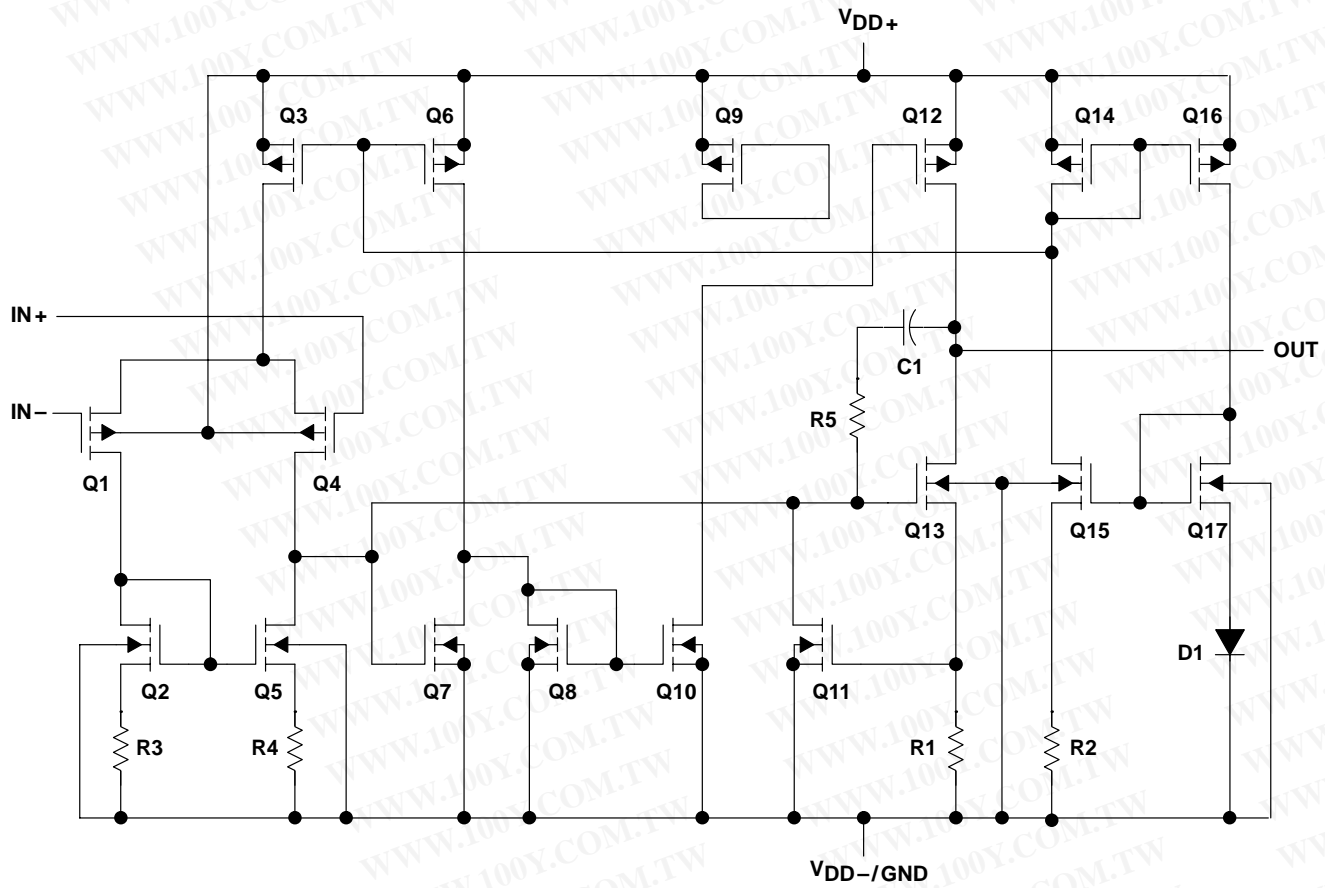 VDD+
Q3
Q6
Q9
Q12
Q14
Q16
IN+
IN−
OUT
C1
R5
Q1
Q4
Q13
Q15
Q17
Q2
Q5
Q7
Q8
Q10
Q11
D1
R3
R4
R1
R2
VDD−/GND
WWW.100Y.COM.TW